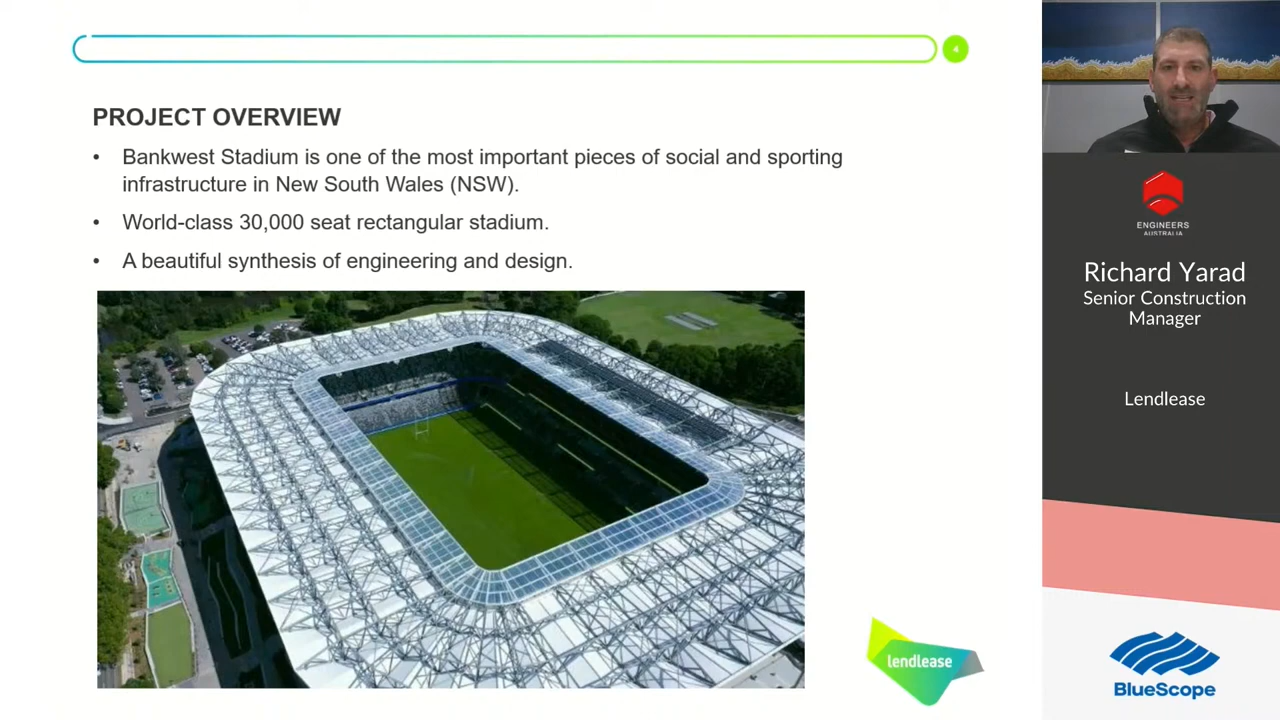 4
PROJECT OVERVIEW
• Bankwest Stadium is one of the most important pieces of social and sporting
infrastructure in New South Wales (NSW).
• World-class 30,000 seat rectangular stadium.
• A beautiful synthesis of engineering and design.
lendlease
ENGINEERS
AUSTRALIA
Richard Yarad
Senior Construction
Manager
Lendlease
BlueScope